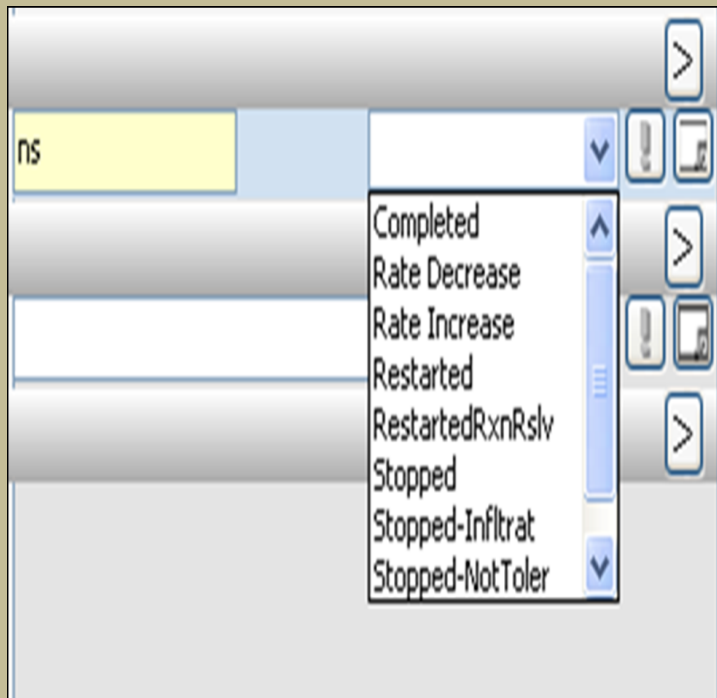 ns
Completed
Rate Decrease
Rate Increase
Restarted
RestartedRxnRslv
Stopped
Stopped-Infltrat
Stopped-NotToler